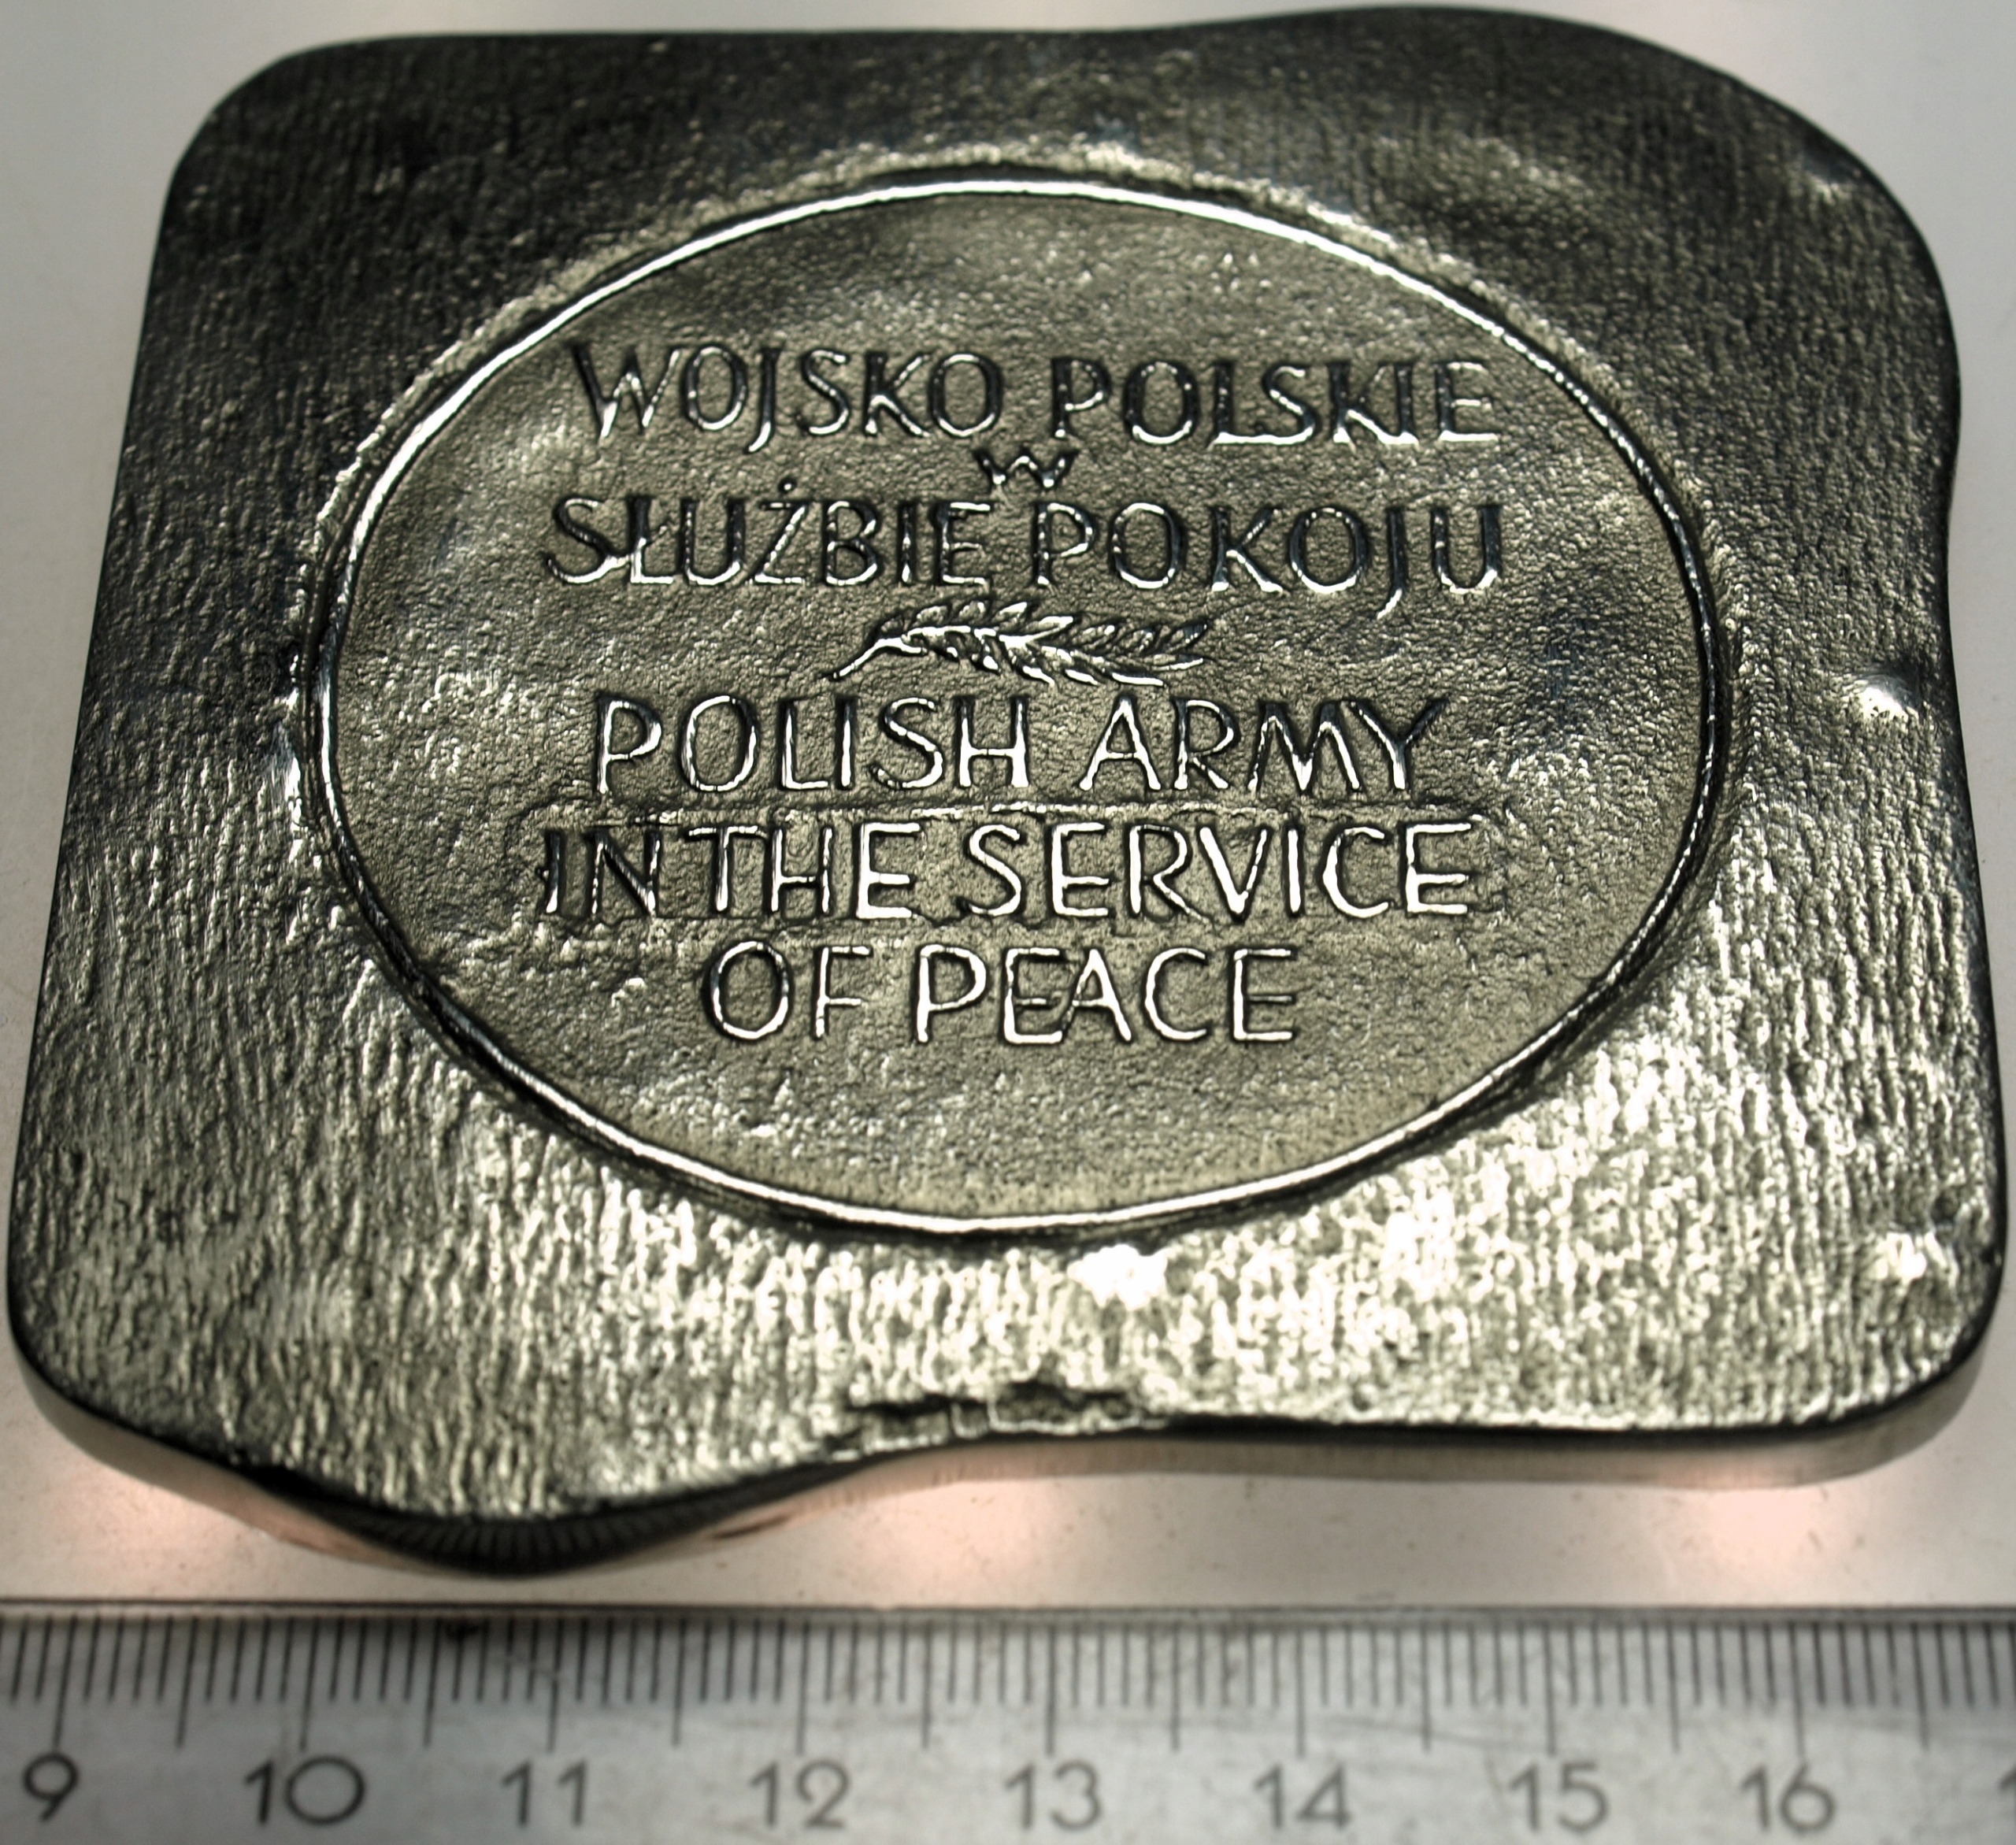 WOJSKO POLSKIE
W
SŁUŻBIE POKOJU
POLISH ARMY
IN THE SERVICE
OF PEACE
9 10 11 12 13 14 15 16